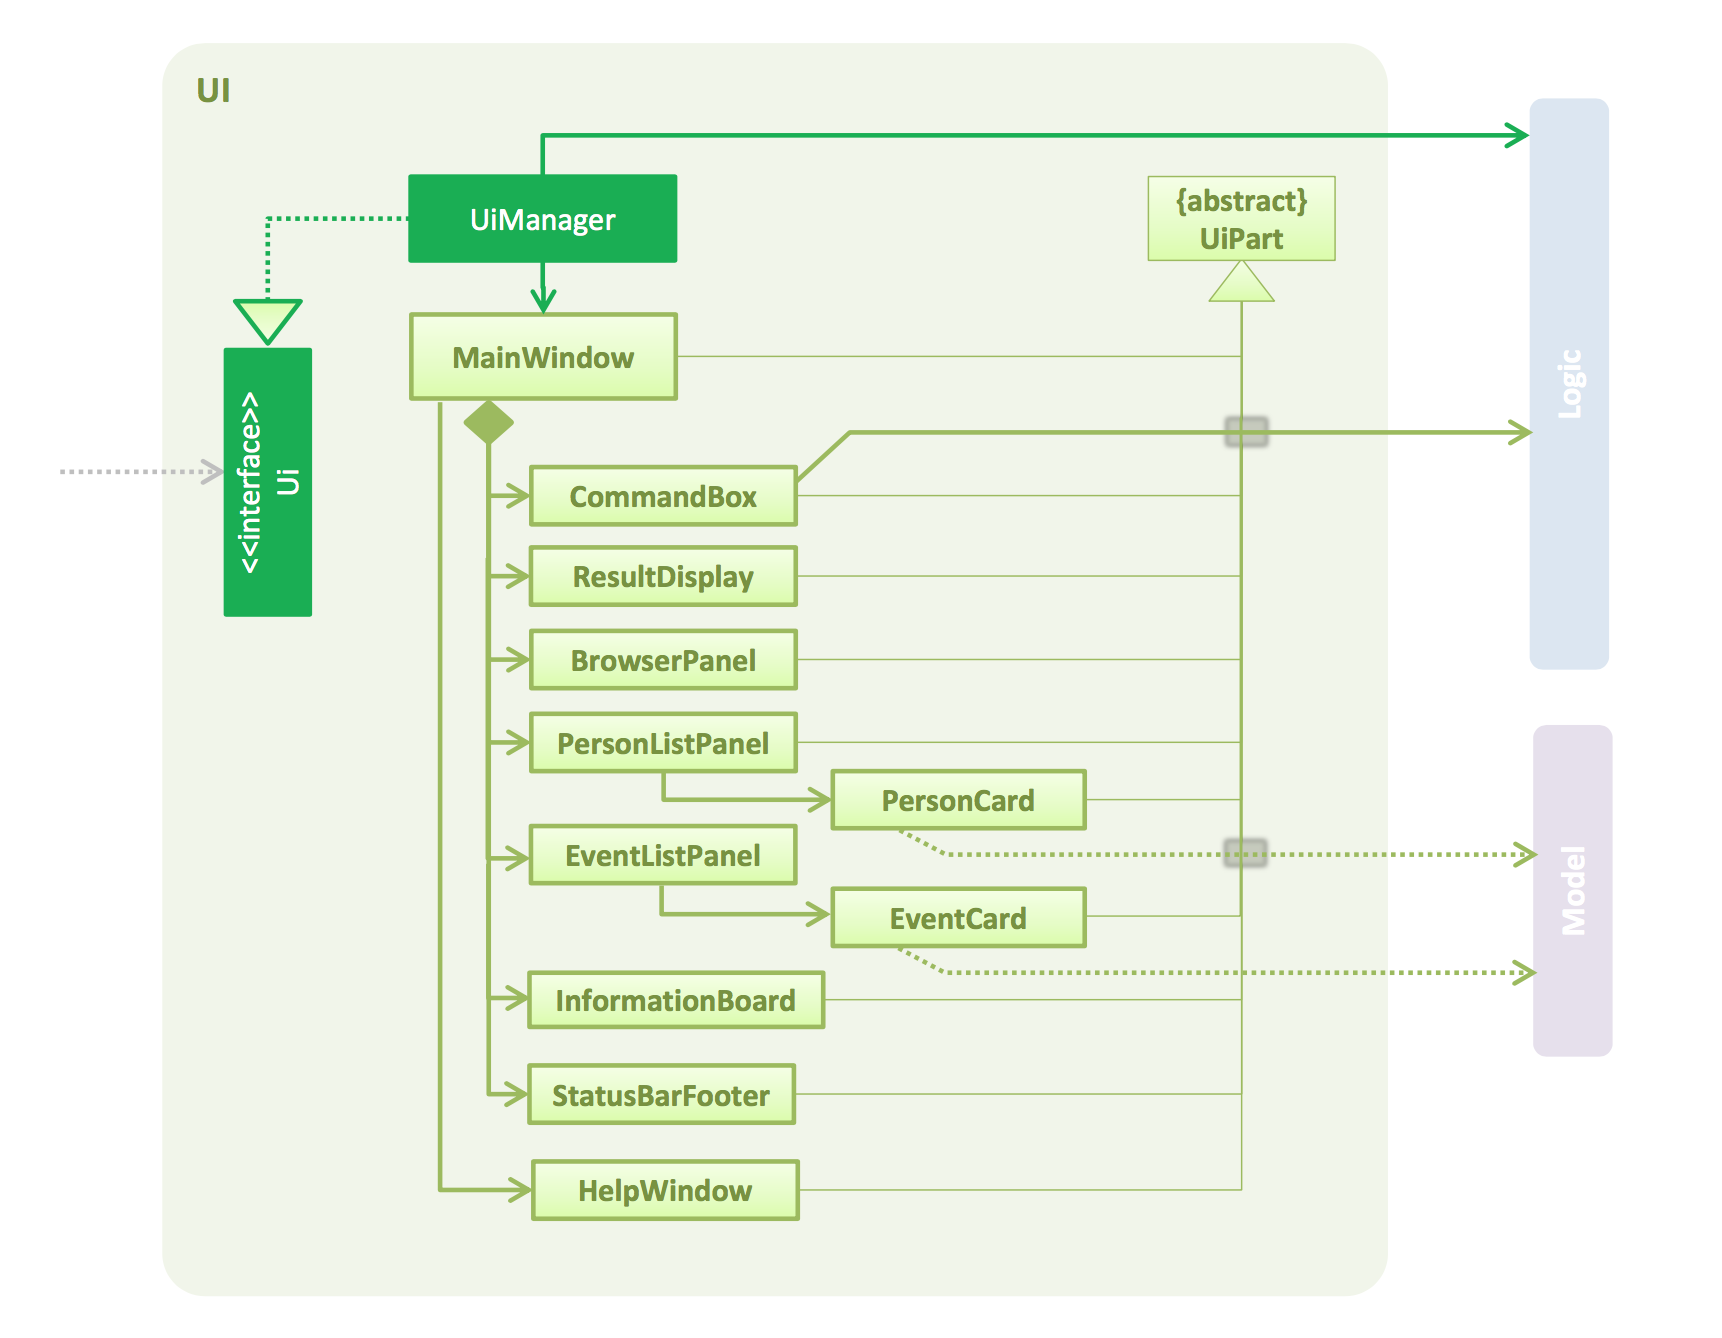 UI
UiManager
{abstract}
UiPart
MainWindow
<<interface>>
Ui
Logic
CommandBox
ResultDisplay
BrowserPanel
PersonListPanel
PersonCard
EventListPanel
EventCard
Model
InformationBoard
StatusBarFooter
HelpWindow